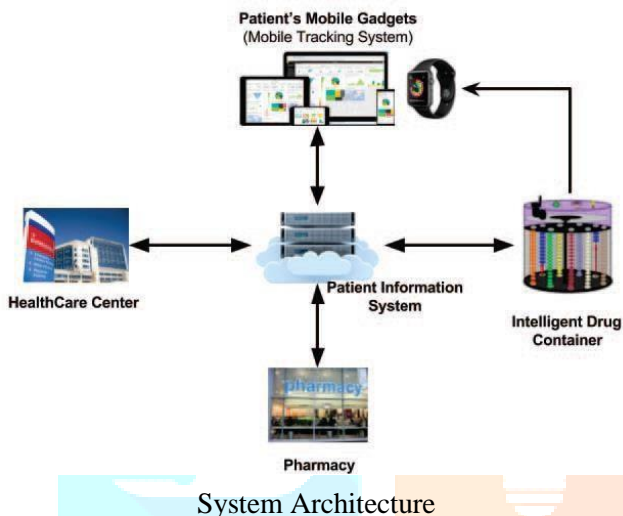 Patient's Mobile Gadgets
(Mobile Tracking System)
HealthCare Center
Patient Information
System
Intelligent Drug
Container
pharmacy
Pharmacy
System Architecture